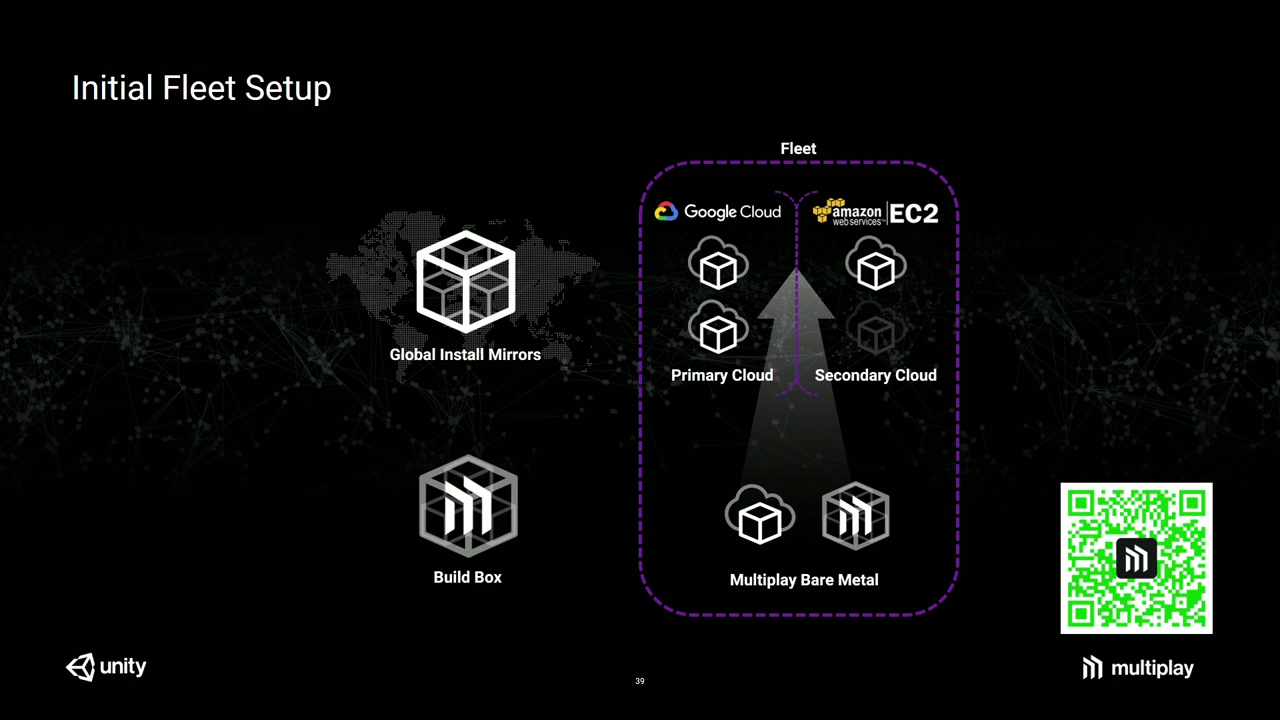 Initial Fleet Setup
Fleet
Google Cloud
amazon
web services™
EC2
Global Install Mirrors
Primary Cloud
Secondary Cloud
Build Box
Multiplay Bare Metal
unity
39
multiplay